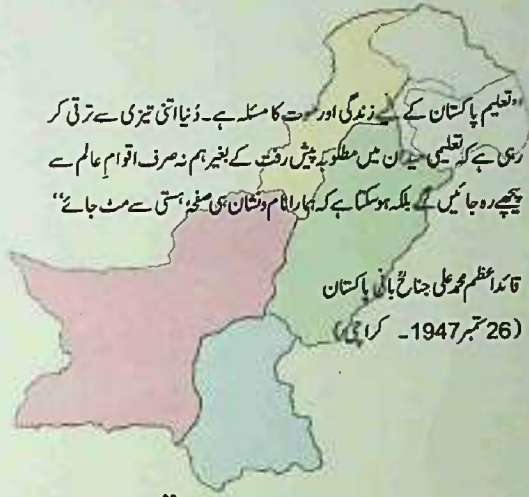 ”تعلیم پاکستان کے لیے زندگی اور موت کا مسئلہ ہے۔ دُنیا اتنی تیزی سے ترقی کر
رہی ہے کہ تعلیمی میدان میں مطلوبہ پیش رفت کے بغیر ہم نہ صرف اقوامِ عالم سے
پیچھے رہ جائیں گے بلکہ ہوسکتا ہے کہ ہمارا نام و نشان ہی صفحۂ ہستی سے مٹ جائے“
قائداعظم محمد علی جناحؒ بانی پاکستان
(26 ستمبر 1947۔ کراچی)